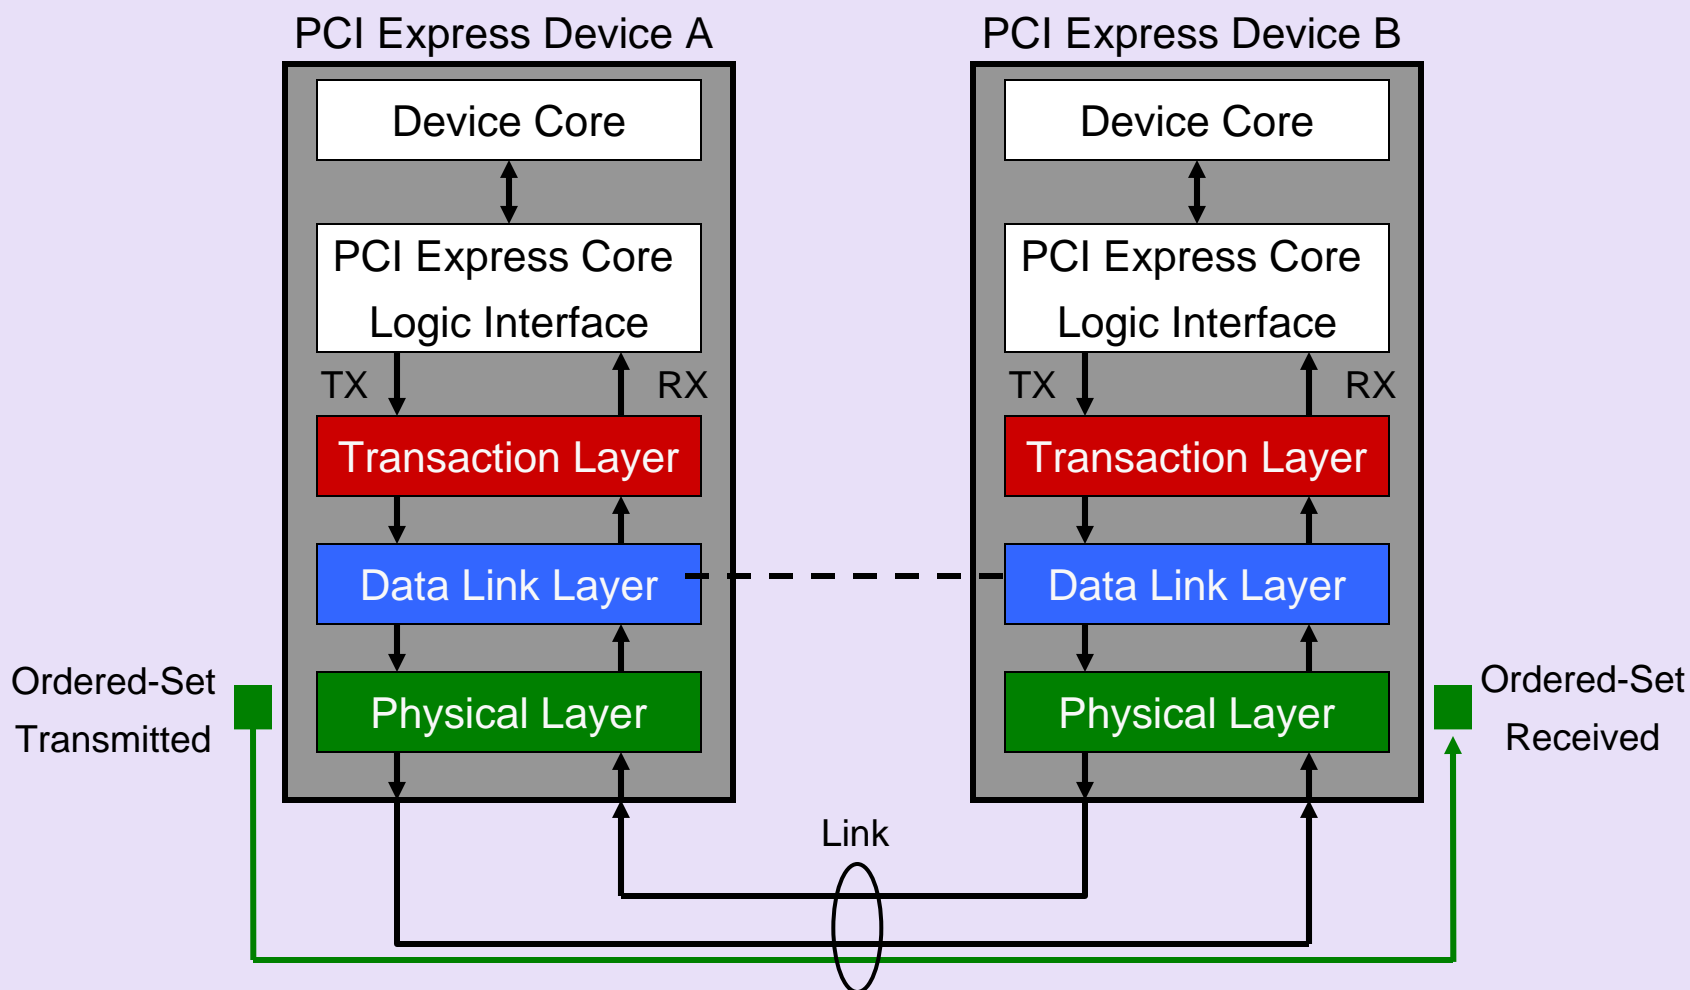 PCI Express Device A
PCI Express Device B
Device Core
Device Core
PCI Express Core
Logic Interface
PCI Express Core
Logic Interface
TX
RX
TX
RX
Transaction Layer
Transaction Layer
Data Link Layer
Data Link Layer
Ordered-Set
Transmitted
Physical Layer
Physical Layer
Ordered-Set
Received
Link